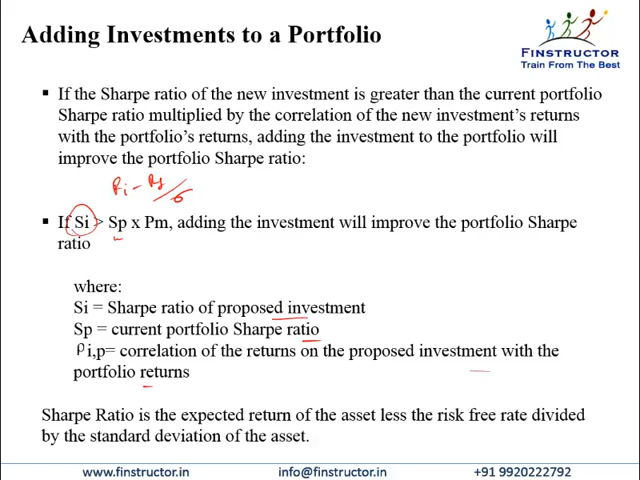 Adding Investments to a Portfolio
FINSTRUCTOR
TRAIN FROM THE BEST
▪ If the Sharpe ratio of the new investment is greater than the current portfolio
Sharpe ratio multiplied by the correlation of the new investment's returns
with the portfolio's returns, adding the investment to the portfolio will
improve the portfolio Sharpe ratio:
Ri - Rf/σ
▪ If Si > Sp x Pm, adding the investment will improve the portfolio Sharpe
ratio
where:
Si = Sharpe ratio of proposed investment
Sp = current portfolio Sharpe ratio
ρi,p= correlation of the returns on the proposed investment with the
portfolio returns
Sharpe Ratio is the expected return of the asset less the risk free rate divided
by the standard deviation of the asset.
www.finstructor.in info@finstructor.in +91 9920222792